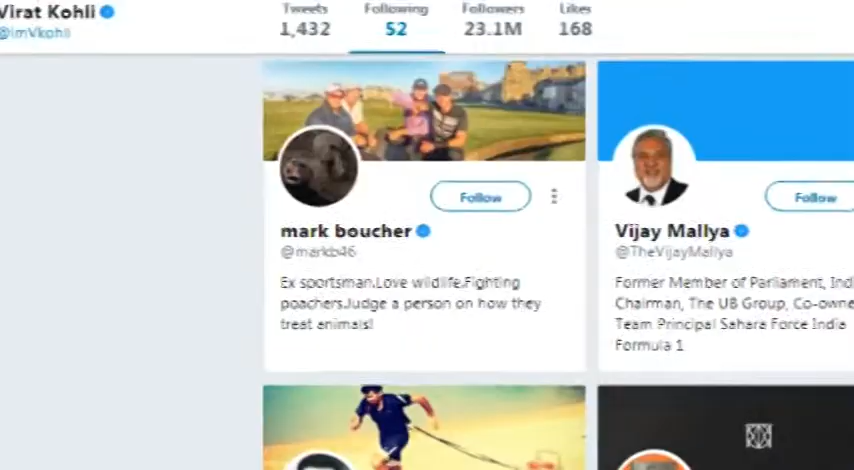 Virat Kohli
@imVkohli
Tweets Following Followers Likes
1,432 52 23.1M 168
Follow
mark boucher
@markb46
Ex sportsman.Love wildlife.Fighting
poachers.Judge a person on how they
treat animals!
Follow
Vijay Mallya
@TheVijayMallya
Former Member of Parliament, Indi
Chairman, The UB Group, Co-owne
Team Principal Sahara Force India
Formula 1